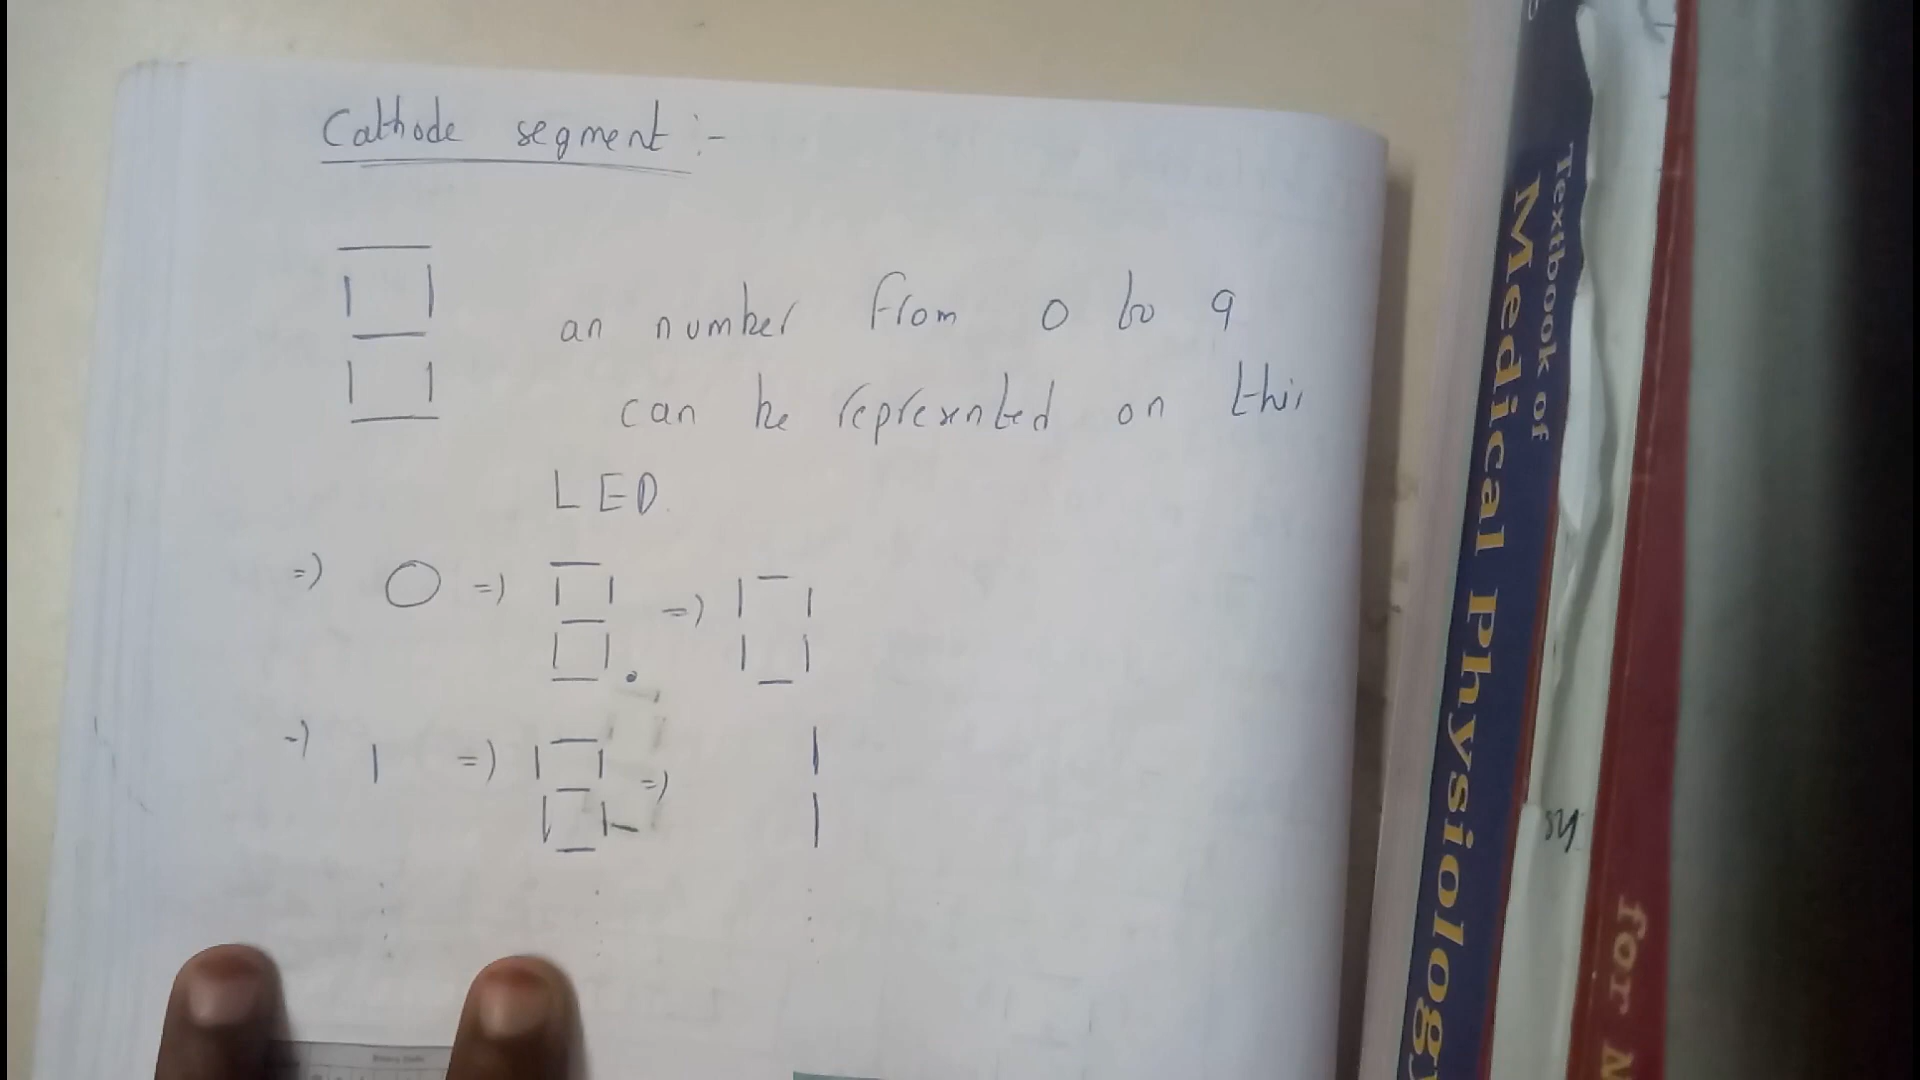 Cathode segment :-
an number from 0 to 9
can be represented on this
LED.
=) 0 =) =)
=) 1 =) =)
Textbook of
Medical Physiology
for